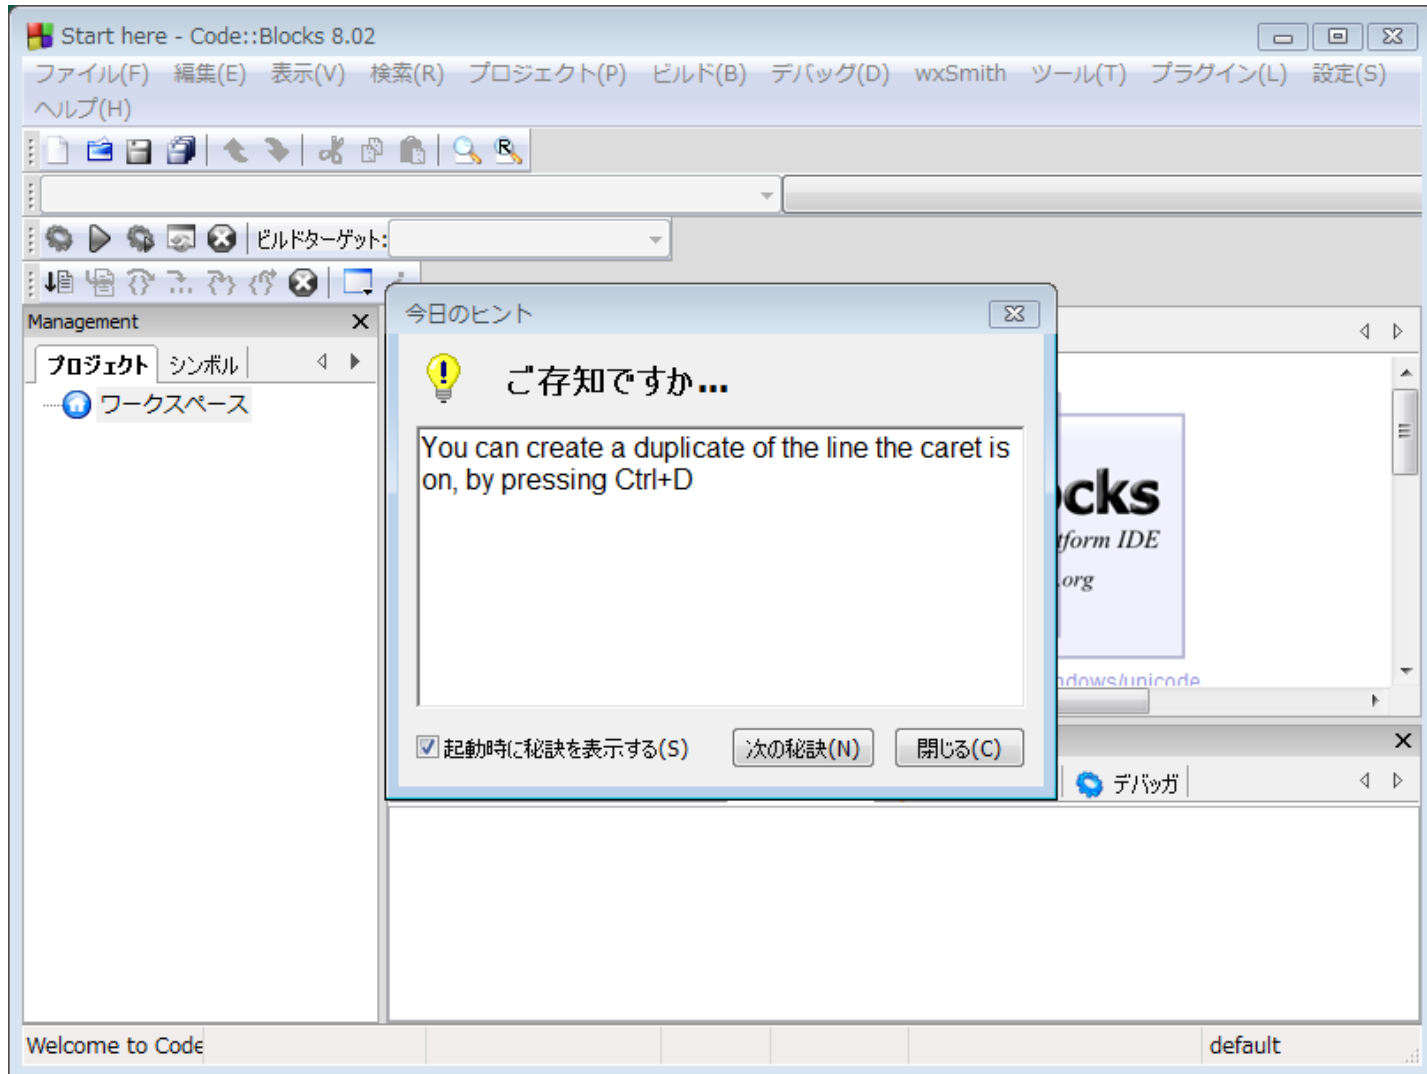 Start here - Code::Blocks 8.02
ファイル(F) 編集(E) 表示(V) 検索(R) プロジェクト(P) ビルド(B) デバッグ(D) wxSmith ツール(T) プラグイン(L) 設定(S)
ヘルプ(H)
ビルドターゲット:
Management
プロジェクト シンボル
ワークスペース
今日のヒント
ご存知ですか...
You can create a duplicate of the line the caret is
on, by pressing Ctrl+D
起動時に秘訣を表示する(S) 次の秘訣(N) 閉じる(C)
ocks
tform IDE
.org
ndows/unicode
デバッガ
Welcome to Code
default